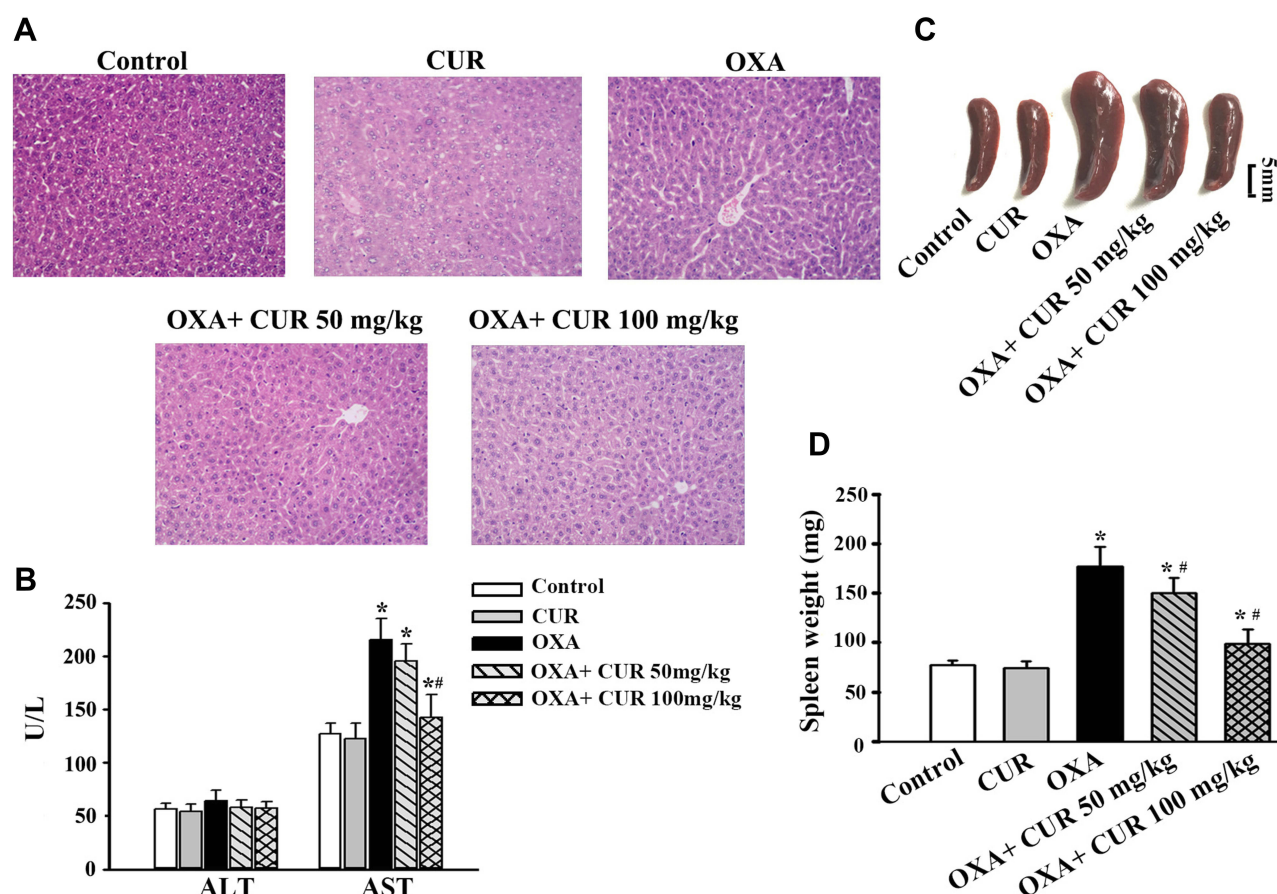 A
Control
CUR
OXA
OXA+ CUR 50 mg/kg
OXA+ CUR 100 mg/kg
B
250
200
150
100
50
0
U/L
ALT
AST
*
*
*#
Control
CUR
OXA
OXA+ CUR 50mg/kg
OXA+ CUR 100mg/kg
C
5mm
Control
CUR
OXA
OXA+ CUR 50 mg/kg
OXA+ CUR 100 mg/kg
D
250
200
150
100
50
0
Spleen weight (mg)
*
* #
* #
Control
CUR
OXA
OXA+ CUR 50 mg/kg
OXA+ CUR 100 mg/kg